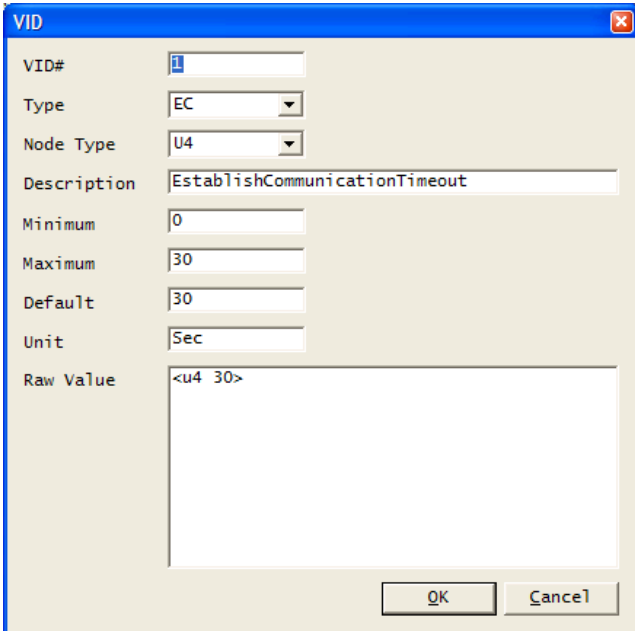 VID
VID# 1
Type EC
Node Type U4
Description EstablishCommunicationTimeout
Minimum 0
Maximum 30
Default 30
Unit Sec
Raw Value <u4 30>
OK Cancel